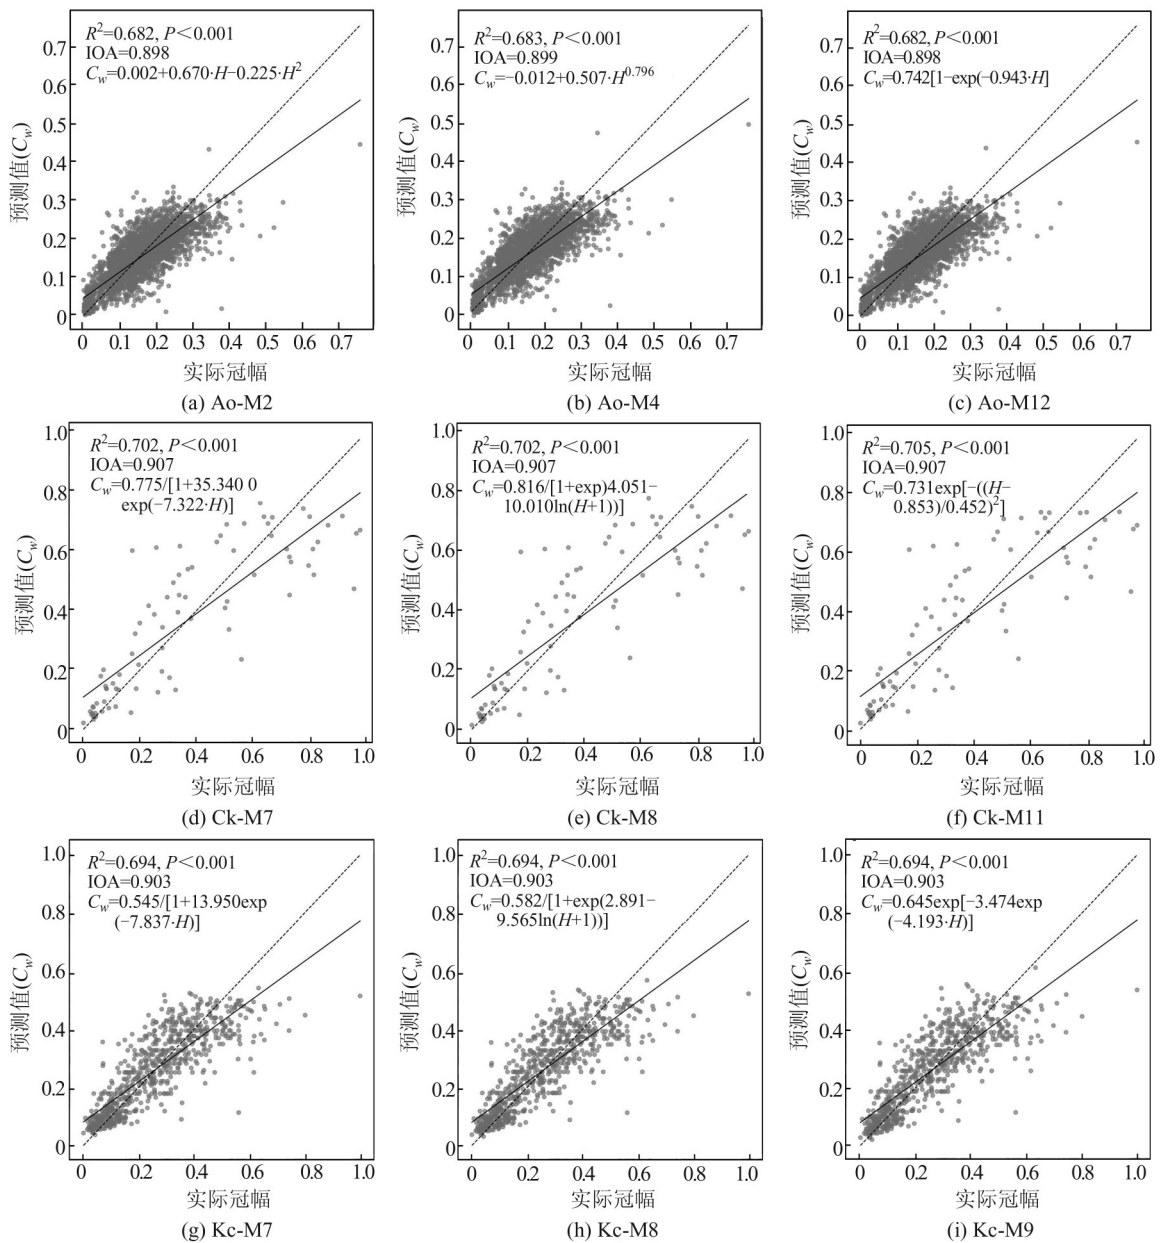 R²=0.682, P<0.001
IOA=0.898
C_w=0.002+0.670·H−0.225·H²
预测值(C_w)
0.7
0.6
0.5
0.4
0.3
0.2
0.1
0
0 0.1 0.2 0.3 0.4 0.5 0.6 0.7
实际冠幅
(a) Ao-M2
R²=0.683, P<0.001
IOA=0.899
C_w=−0.012+0.507·H^0.796
预测值(C_w)
0.7
0.6
0.5
0.4
0.3
0.2
0.1
0
0 0.1 0.2 0.3 0.4 0.5 0.6 0.7
实际冠幅
(b) Ao-M4
R²=0.682, P<0.001
IOA=0.898
C_w=0.742[1−exp(−0.943·H]
预测值(C_w)
0.7
0.6
0.5
0.4
0.3
0.2
0.1
0
0 0.1 0.2 0.3 0.4 0.5 0.6 0.7
实际冠幅
(c) Ao-M12
R²=0.702, P<0.001
IOA=0.907
C_w=0.775/[1+35.340 0
exp(−7.322·H)]
预测值(C_w)
1.0
0.8
0.6
0.4
0.2
0
0 0.2 0.4 0.6 0.8 1.0
实际冠幅
(d) Ck-M7
R²=0.702, P<0.001
IOA=0.907
C_w=0.816/[1+exp)4.051−
10.010ln(H+1))]
预测值(C_w)
1.0
0.8
0.6
0.4
0.2
0
0 0.2 0.4 0.6 0.8 1.0
实际冠幅
(e) Ck-M8
R²=0.705, P<0.001
IOA=0.907
C_w=0.731exp[−((H−
0.853)/0.452)²]
预测值(C_w)
1.0
0.8
0.6
0.4
0.2
0
0 0.2 0.4 0.6 0.8 1.0
实际冠幅
(f) Ck-M11
R²=0.694, P<0.001
IOA=0.903
C_w=0.545/[1+13.950exp
(−7.837·H)]
预测值(C_w)
1.0
0.8
0.6
0.4
0.2
0
0 0.2 0.4 0.6 0.8 1.0
实际冠幅
(g) Kc-M7
R²=0.694, P<0.001
IOA=0.903
C_w=0.582/[1+exp(2.891−
9.565ln(H+1))]
预测值(C_w)
1.0
0.8
0.6
0.4
0.2
0
0 0.2 0.4 0.6 0.8 1.0
实际冠幅
(h) Kc-M8
R²=0.694, P<0.001
IOA=0.903
C_w=0.645exp[−3.474exp
(−4.193·H)]
预测值(C_w)
1.0
0.8
0.6
0.4
0.2
0
0 0.2 0.4 0.6 0.8 1.0
实际冠幅
(i) Kc-M9